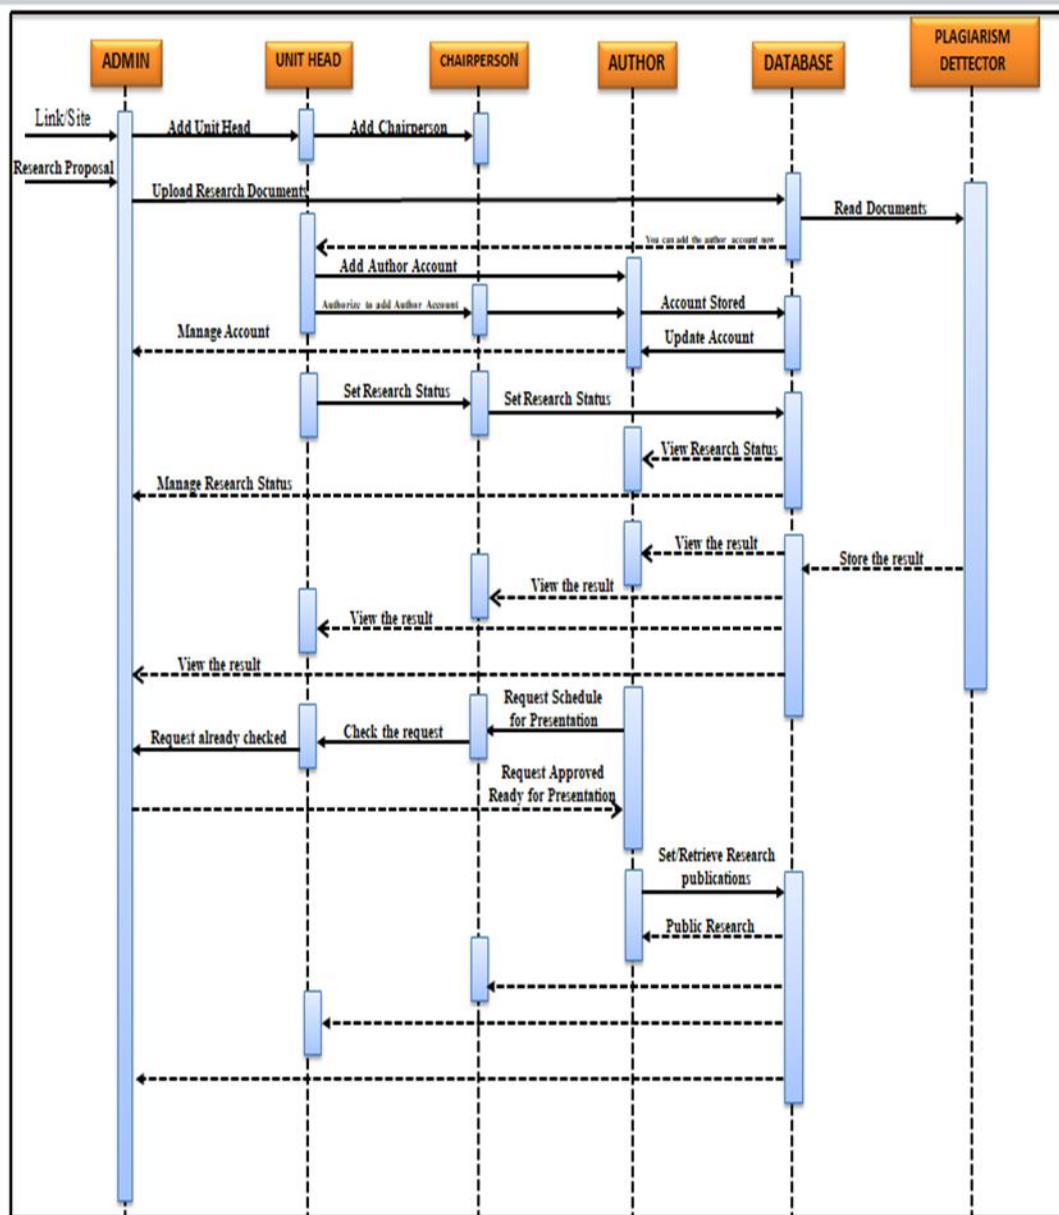 ADMIN
UNIT HEAD
CHAIRPERSON
AUTHOR
DATABASE
PLAGIARISM
DETTECTOR
Link/Site
Add Unit Head
Add Chairperson
Research Proposal
Upload Research Documents
Read Documents
You can add the author account now
Add Author Account
Authorize to add Author Account
Account Stored
Manage Account
Update Account
Set Research Status
Set Research Status
View Research Status
Manage Research Status
View the result
Store the result
View the result
View the result
View the result
Request Schedule
for Presentation
Check the request
Request already checked
Request Approved
Ready for Presentation
Set/Retrieve Research
publications
Public Research